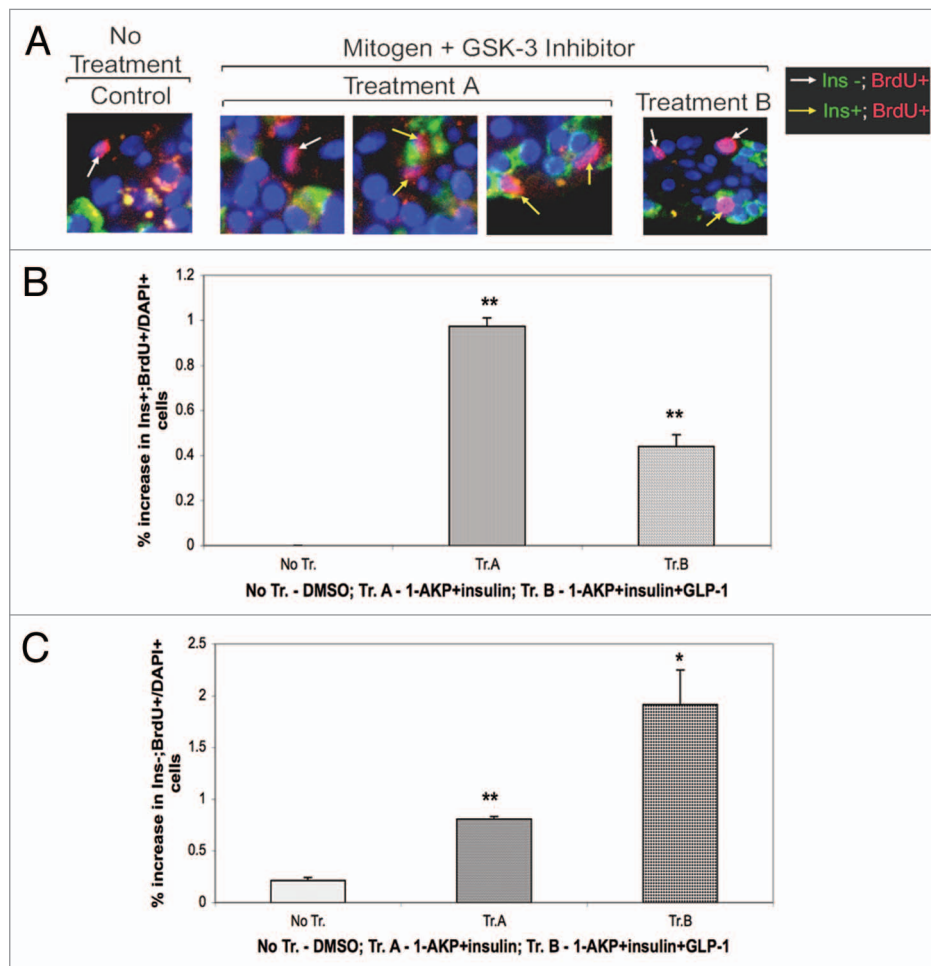 A
No Treatment
Control
Mitogen + GSK-3 Inhibitor
Treatment A
Treatment B
Ins -; BrdU+
Ins+; BrdU+
B
% increase in Ins+;BrdU+/DAPI+
cells
1.2
1
0.8
0.6
0.4
0.2
0
**
**
No Tr.
Tr.A
Tr.B
No Tr. - DMSO; Tr. A - 1-AKP+insulin; Tr. B - 1-AKP+insulin+GLP-1
C
% increase in Ins-;BrdU+/DAPI+
cells
2.5
2
1.5
1
0.5
0
**
*
No Tr.
Tr.A
Tr.B
No Tr. - DMSO; Tr. A - 1-AKP+insulin; Tr. B - 1-AKP+insulin+GLP-1